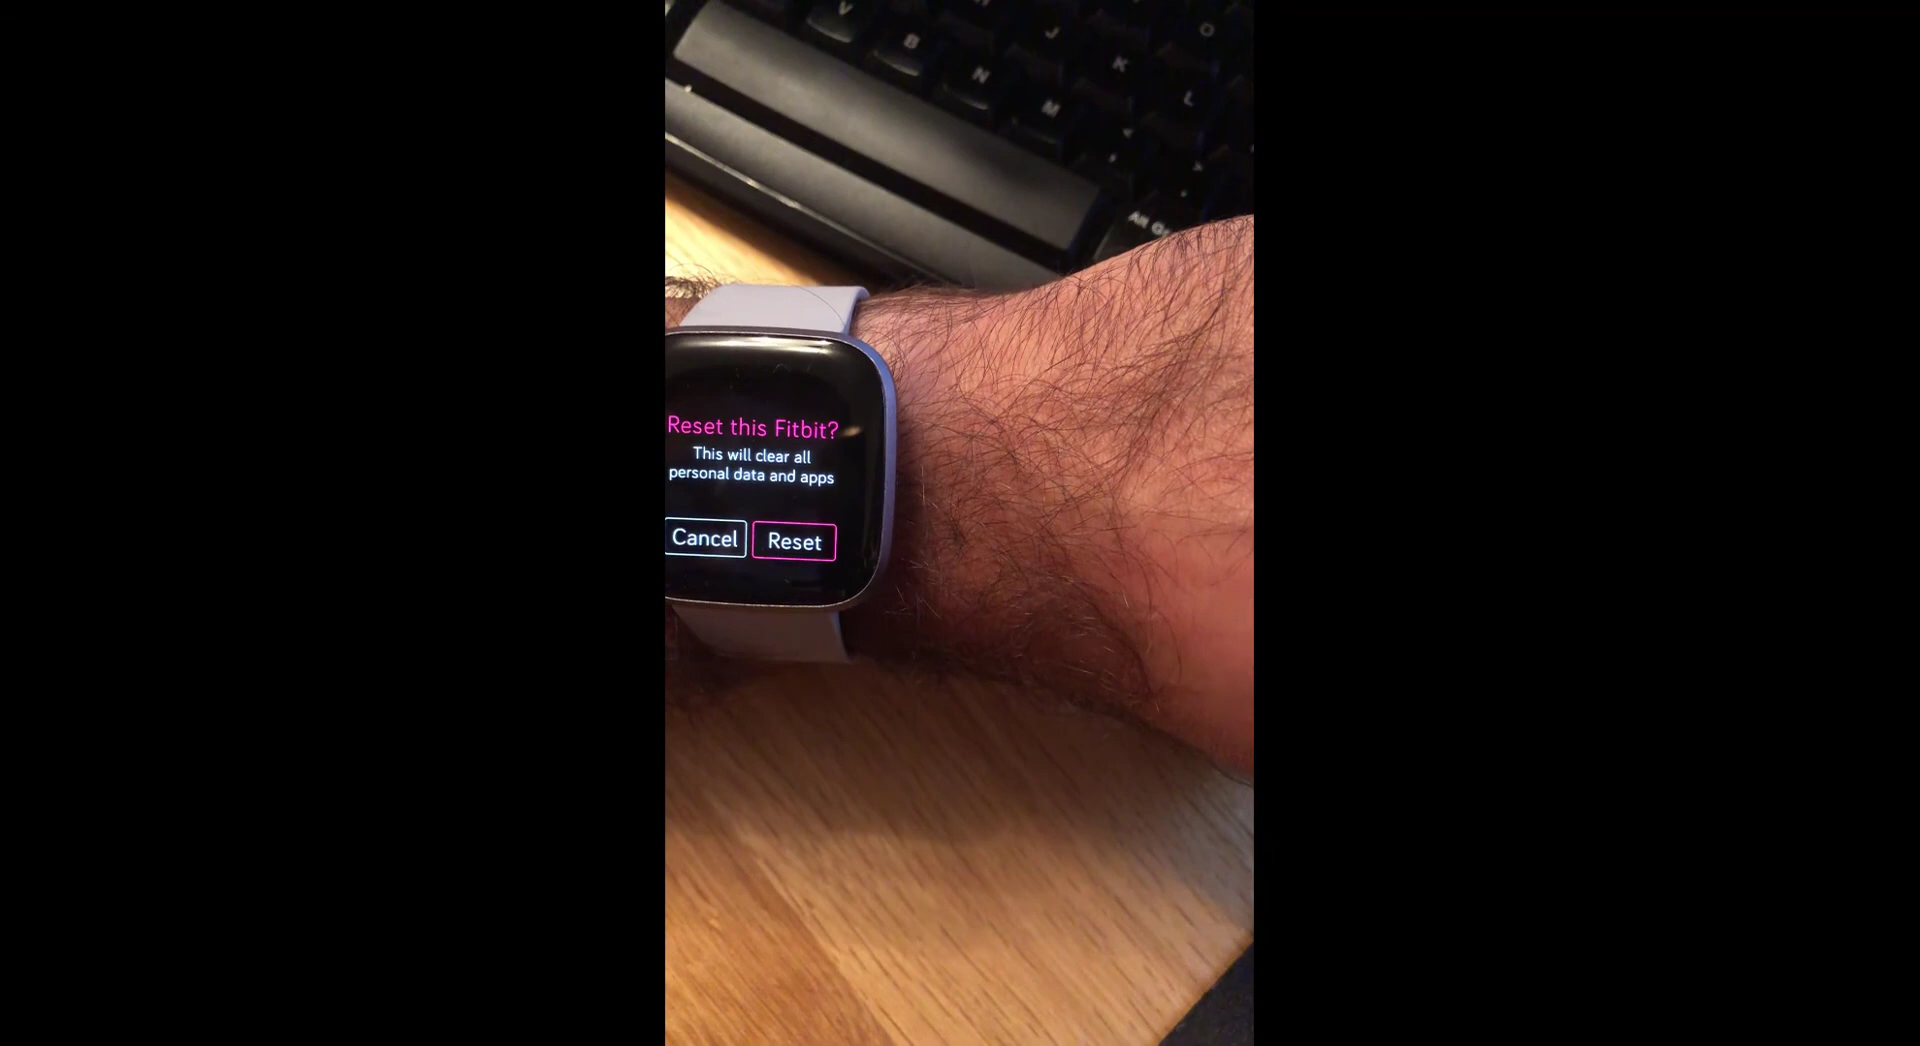 V
B
N
M
J
K
L
O
Reset this Fitbit?
This will clear all
personal data and apps
Cancel
Reset